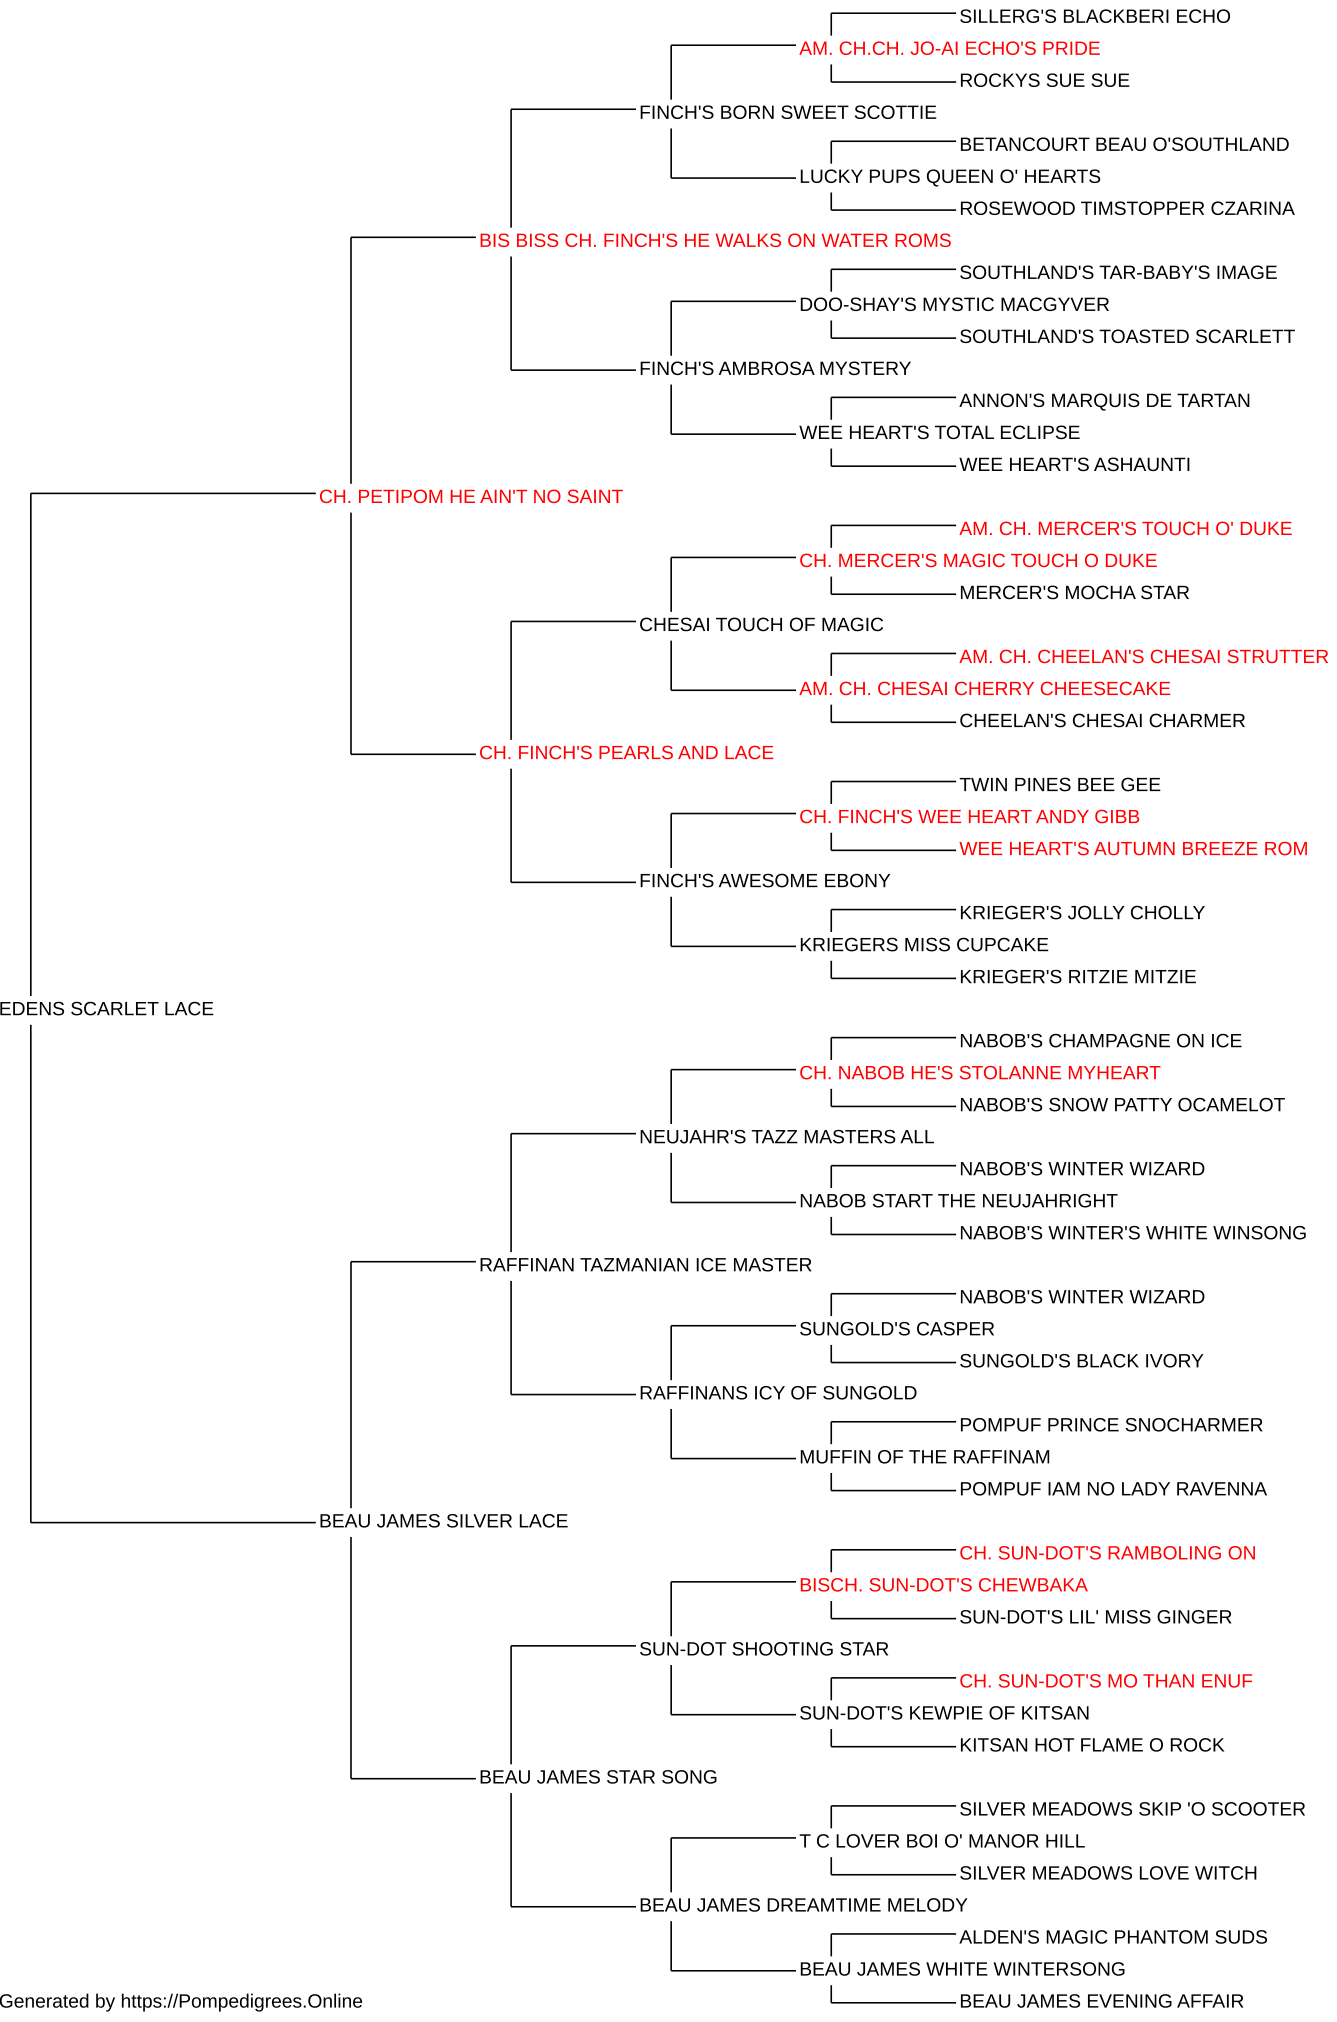 SILLERG'S BLACKBERI ECHO
AM. CH.CH. JO-AI ECHO'S PRIDE
ROCKYS SUE SUE
FINCH'S BORN SWEET SCOTTIE
BETANCOURT BEAU O'SOUTHLAND
LUCKY PUPS QUEEN O' HEARTS
ROSEWOOD TIMSTOPPER CZARINA
BIS BISS CH. FINCH'S HE WALKS ON WATER ROMS
SOUTHLAND'S TAR-BABY'S IMAGE
DOO-SHAY'S MYSTIC MACGYVER
SOUTHLAND'S TOASTED SCARLETT
FINCH'S AMBROSA MYSTERY
ANNON'S MARQUIS DE TARTAN
WEE HEART'S TOTAL ECLIPSE
WEE HEART'S ASHAUNTI
CH. PETIPOM HE AIN'T NO SAINT
AM. CH. MERCER'S TOUCH O' DUKE
CH. MERCER'S MAGIC TOUCH O DUKE
MERCER'S MOCHA STAR
CHESAI TOUCH OF MAGIC
AM. CH. CHEELAN'S CHESAI STRUTTER
AM. CH. CHESAI CHERRY CHEESECAKE
CHEELAN'S CHESAI CHARMER
CH. FINCH'S PEARLS AND LACE
TWIN PINES BEE GEE
CH. FINCH'S WEE HEART ANDY GIBB
WEE HEART'S AUTUMN BREEZE ROM
FINCH'S AWESOME EBONY
KRIEGER'S JOLLY CHOLLY
KRIEGERS MISS CUPCAKE
KRIEGER'S RITZIE MITZIE
EDENS SCARLET LACE
NABOB'S CHAMPAGNE ON ICE
CH. NABOB HE'S STOLANNE MYHEART
NABOB'S SNOW PATTY OCAMELOT
NEUJAHR'S TAZZ MASTERS ALL
NABOB'S WINTER WIZARD
NABOB START THE NEUJAHRIGHT
NABOB'S WINTER'S WHITE WINSONG
RAFFINAN TAZMANIAN ICE MASTER
NABOB'S WINTER WIZARD
SUNGOLD'S CASPER
SUNGOLD'S BLACK IVORY
RAFFINANS ICY OF SUNGOLD
POMPUF PRINCE SNOCHARMER
MUFFIN OF THE RAFFINAM
POMPUF IAM NO LADY RAVENNA
BEAU JAMES SILVER LACE
CH. SUN-DOT'S RAMBOLING ON
BISCH. SUN-DOT'S CHEWBAKA
SUN-DOT'S LIL' MISS GINGER
SUN-DOT SHOOTING STAR
CH. SUN-DOT'S MO THAN ENUF
SUN-DOT'S KEWPIE OF KITSAN
KITSAN HOT FLAME O ROCK
BEAU JAMES STAR SONG
SILVER MEADOWS SKIP 'O SCOOTER
T C LOVER BOI O' MANOR HILL
SILVER MEADOWS LOVE WITCH
BEAU JAMES DREAMTIME MELODY
ALDEN'S MAGIC PHANTOM SUDS
BEAU JAMES WHITE WINTERSONG
BEAU JAMES EVENING AFFAIR
Generated by https://Pompedigrees.Online